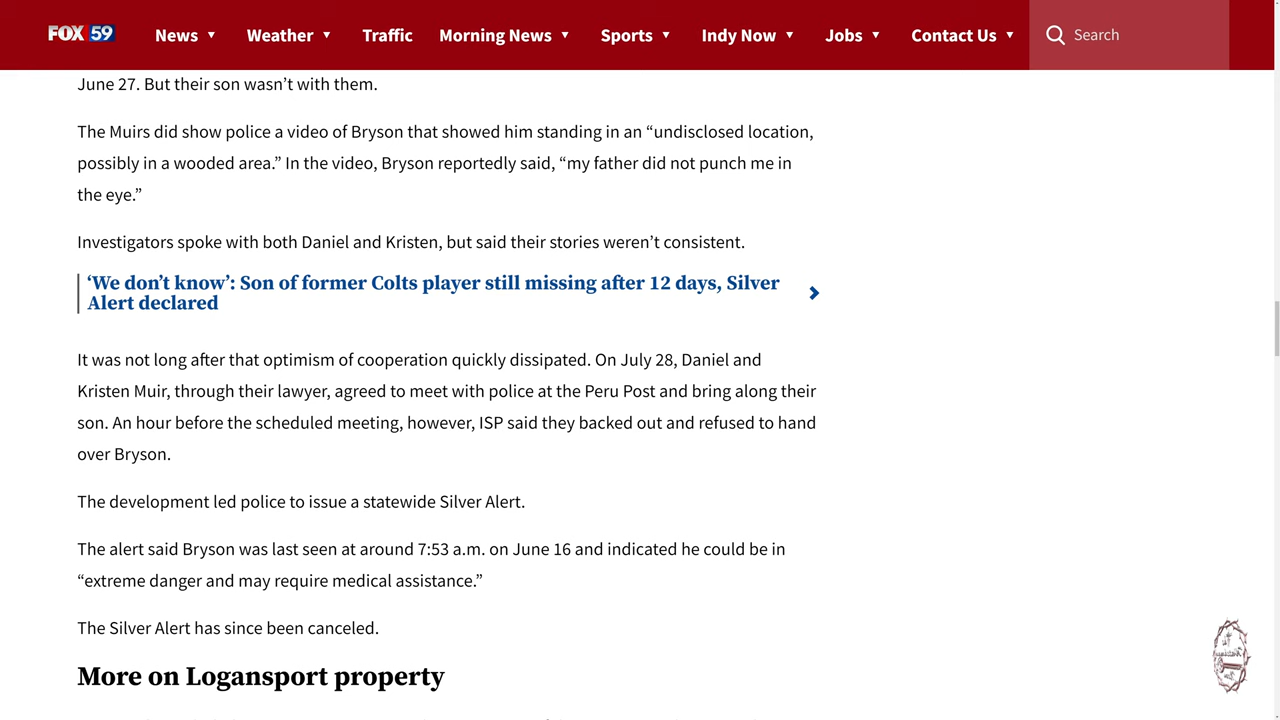 FOX 59 News Weather Traffic Morning News Sports Indy Now Jobs Contact Us Search
June 27. But their son wasn’t with them.
The Muirs did show police a video of Bryson that showed him standing in an “undisclosed location,
possibly in a wooded area.” In the video, Bryson reportedly said, “my father did not punch me in
the eye.”
Investigators spoke with both Daniel and Kristen, but said their stories weren’t consistent.
‘We don’t know’: Son of former Colts player still missing after 12 days, Silver
Alert declared
It was not long after that optimism of cooperation quickly dissipated. On July 28, Daniel and
Kristen Muir, through their lawyer, agreed to meet with police at the Peru Post and bring along their
son. An hour before the scheduled meeting, however, ISP said they backed out and refused to hand
over Bryson.
The development led police to issue a statewide Silver Alert.
The alert said Bryson was last seen at around 7:53 a.m. on June 16 and indicated he could be in
“extreme danger and may require medical assistance.”
The Silver Alert has since been canceled.
More on Logansport property